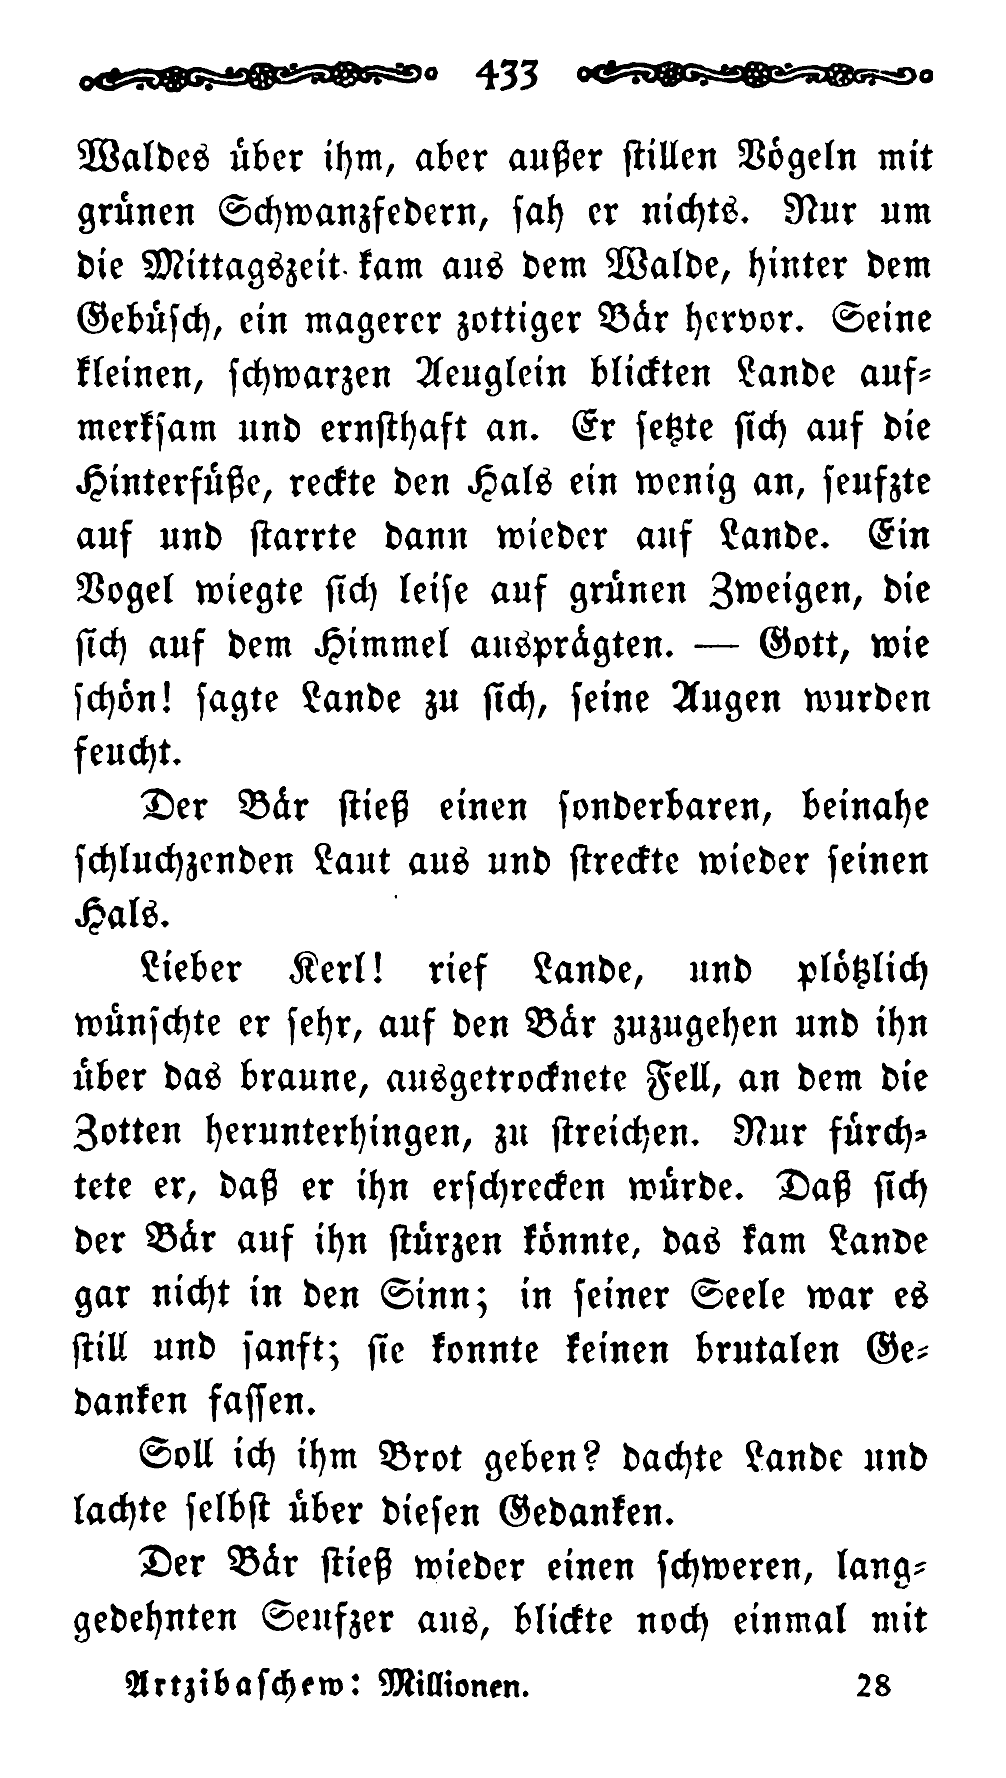 433
Waldes über ihm, aber außer stillen Vögeln mit
grünen Schwanzfedern, sah er nichts. Nur um
die Mittagszeit kam aus dem Walde, hinter dem
Gebüsch, ein magerer zottiger Bär hervor. Seine
kleinen, schwarzen Aeuglein blickten Lande auf-
merksam und ernsthaft an. Er setzte sich auf die
Hinterfüße, reckte den Hals ein wenig an, seufzte
auf und starrte dann wieder auf Lande. Ein
Vogel wiegte sich leise auf grünen Zweigen, die
sich auf dem Himmel ausprägten. — Gott, wie
schön! sagte Lande zu sich, seine Augen wurden
feucht.
Der Bär stieß einen sonderbaren, beinahe
schluchzenden Laut aus und streckte wieder seinen
Hals.
Lieber Kerl! rief Lande, und plötzlich
wünschte er sehr, auf den Bär zuzugehen und ihn
über das braune, ausgetrocknete Fell, an dem die
Zotten herunterhingen, zu streichen. Nur fürch-
tete er, daß er ihn erschrecken würde. Daß sich
der Bär auf ihn stürzen könnte, das kam Lande
gar nicht in den Sinn; in seiner Seele war es
still und sanft; sie konnte keinen brutalen Ge-
danken fassen.
Soll ich ihm Brot geben? dachte Lande und
lachte selbst über diesen Gedanken.
Der Bär stieß wieder einen schweren, lang-
gedehnten Seufzer aus, blickte noch einmal mit
Artzibaschew: Millionen. 28